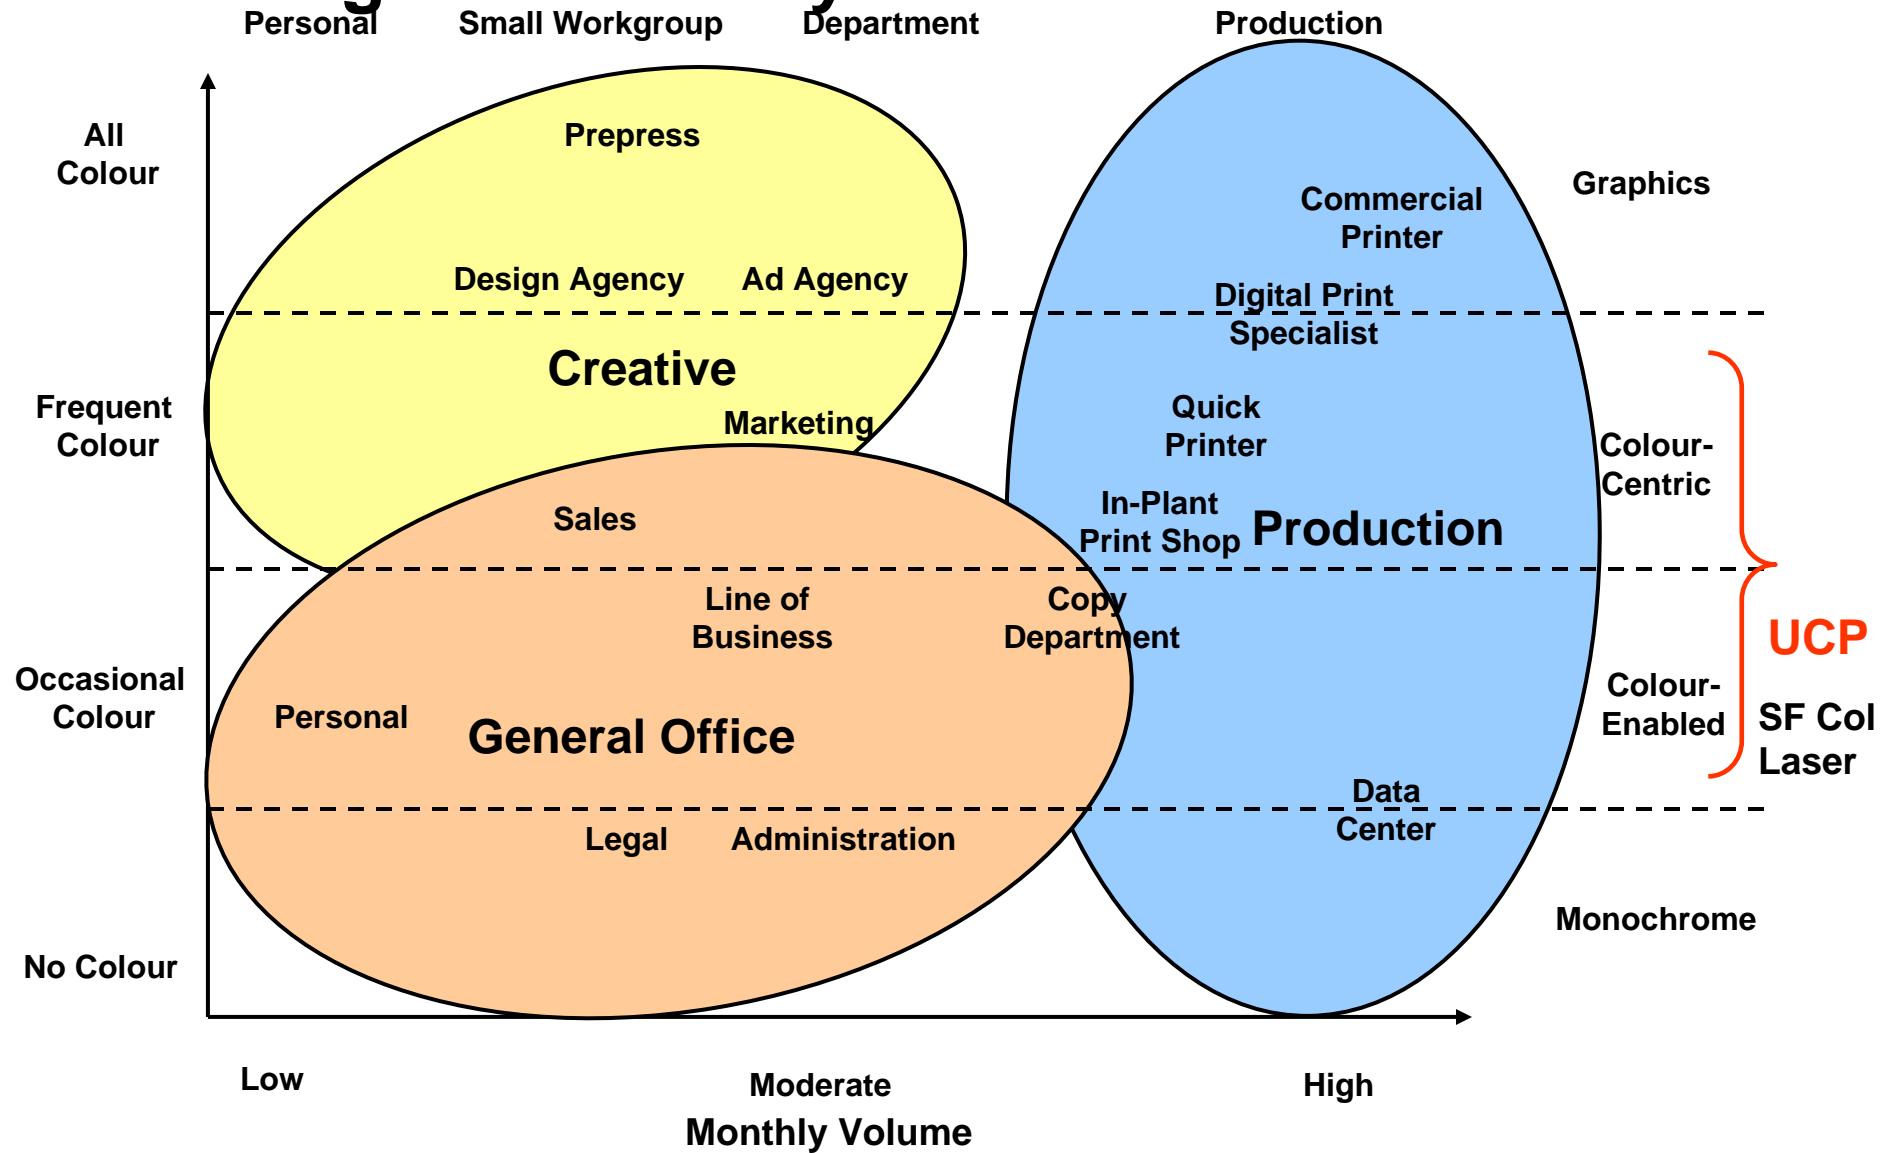 Personal
Small Workgroup
Department
Production
All
Colour
Prepress
Graphics
Commercial
Printer
Design Agency
Ad Agency
Digital Print
Specialist
Creative
Frequent
Colour
Marketing
Quick
Printer
Colour-
Centric
Sales
In-Plant
Print Shop
Production
Line of
Business
Copy
Department
UCP
Occasional
Colour
Personal
General Office
Colour-
Enabled
SF Col
Laser
Data
Center
Legal
Administration
Monochrome
No Colour
Low
Moderate
High
Monthly Volume